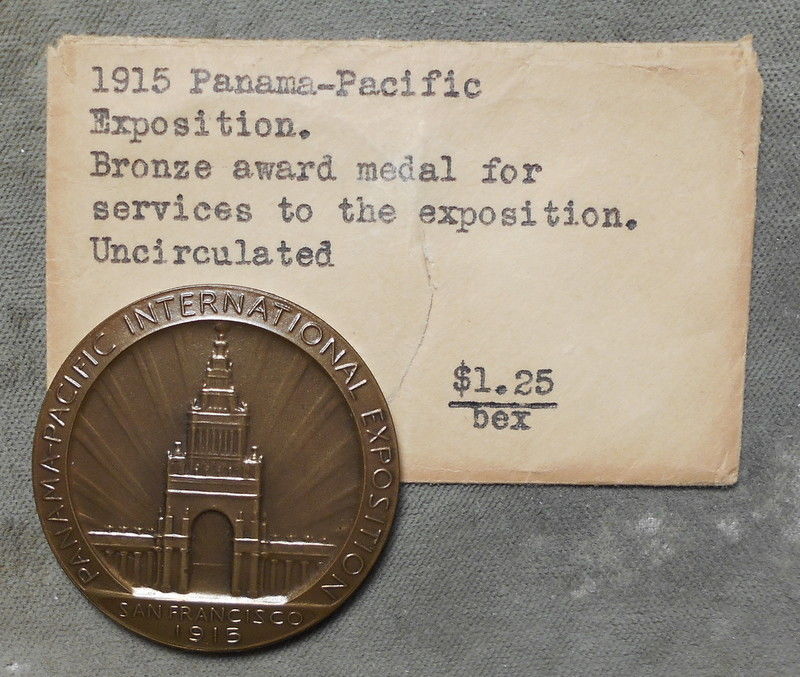 1915 Panama-Pacific
Exposition.
Bronze award medal for
services to the exposition.
Uncirculated
$1.25
bex
PANAMA-PACIFIC INTERNATIONAL EXPOSITION
SAN FRANCISCO
1915